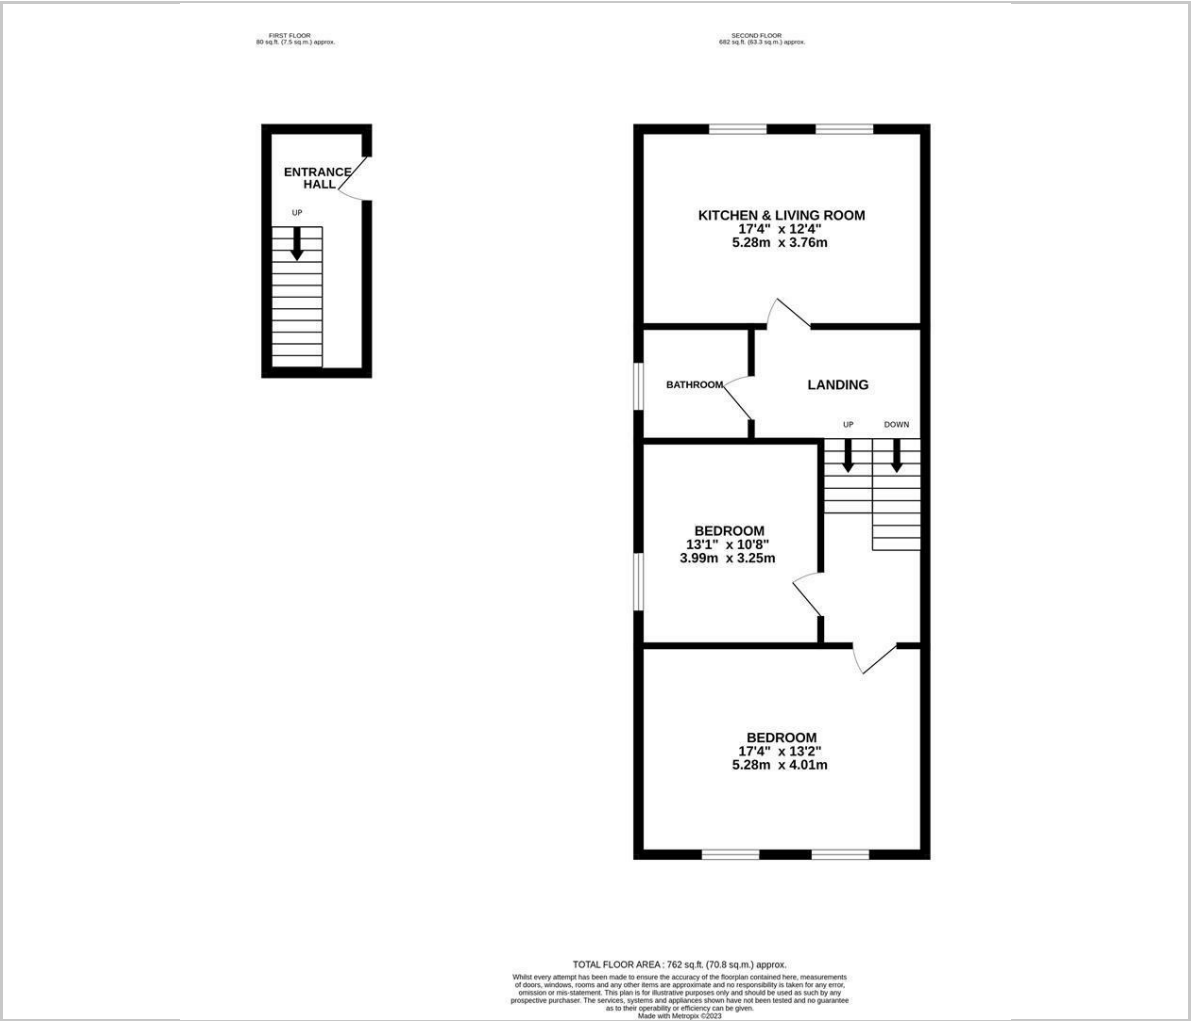 FIRST FLOOR
80 sq.ft. (7.5 sq.m.) approx.
SECOND FLOOR
682 sq.ft. (63.3 sq.m.) approx.
ENTRANCE
HALL
UP
KITCHEN & LIVING ROOM
17'4" x 12'4"
5.28m x 3.76m
BATHROOM
LANDING
UP
DOWN
BEDROOM
13'1" x 10'8"
3.99m x 3.25m
BEDROOM
17'4" x 13'2"
5.28m x 4.01m
TOTAL FLOOR AREA : 762 sq.ft. (70.8 sq.m.) approx.
Whilst every attempt has been made to ensure the accuracy of the floorplan contained here, measurements
of doors, windows, rooms and any other items are approximate and no responsibility is taken for any error,
omission or mis-statement. This plan is for illustrative purposes only and should be used as such by any
prospective purchaser. The services, systems and appliances shown have not been tested and no guarantee
as to their operability or efficiency can be given.
Made with Metropix ©2023